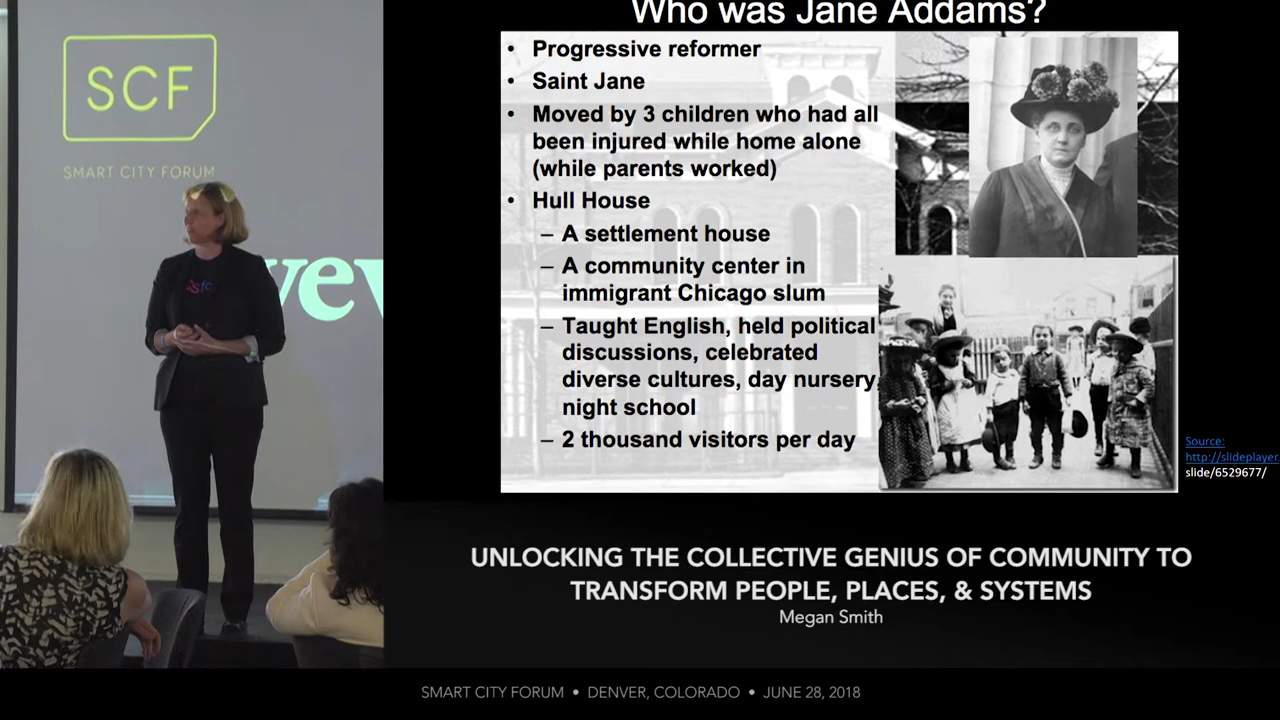 SCF
SMART CITY FORUM
Who was Jane Addams?
• Progressive reformer
• Saint Jane
• Moved by 3 children who had all
been injured while home alone
(while parents worked)
• Hull House
– A settlement house
– A community center in
immigrant Chicago slum
– Taught English, held political
discussions, celebrated
diverse cultures, day nursery,
night school
– 2 thousand visitors per day
Source:
http://slideplayer.
slide/6529677/
UNLOCKING THE COLLECTIVE GENIUS OF COMMUNITY TO
TRANSFORM PEOPLE, PLACES, & SYSTEMS
Megan Smith
SMART CITY FORUM • DENVER, COLORADO • JUNE 28, 2018